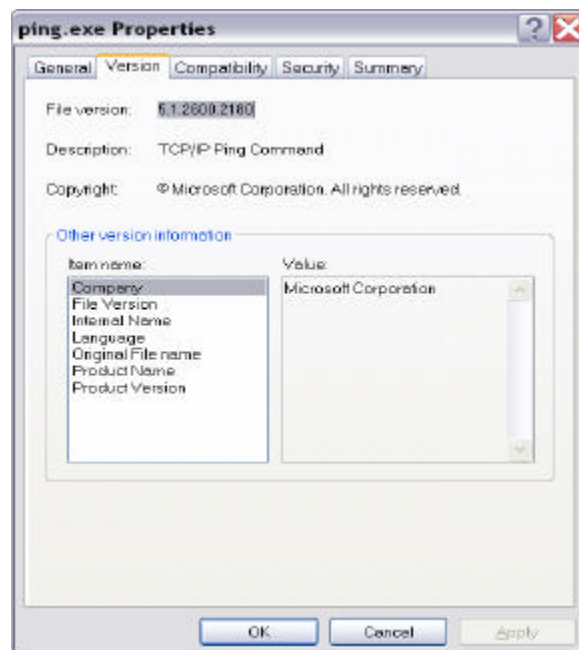 ping.exe Properties
General Version Compatibility Security Summary
File version: 5.1.2600.2180
Description: TCP/IP Ping Command
Copyright: © Microsoft Corporation. All rights reserved.
Other version information
Item name: Value:
Company Microsoft Corporation
File Version
Internal Name
Language
Original File name
Product Name
Product Version
OK Cancel Apply